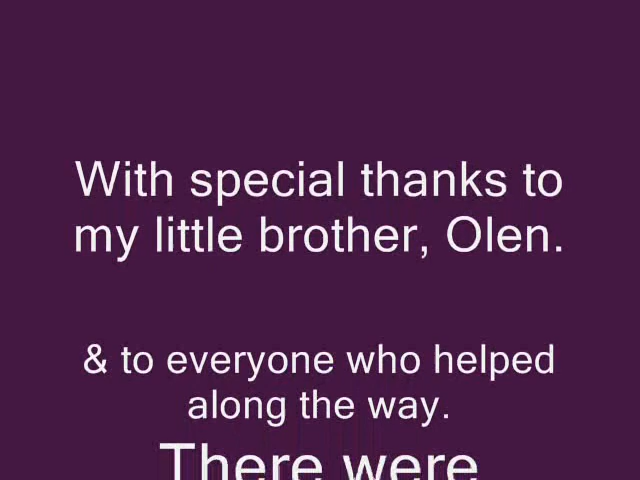 With special thanks to
my little brother, Olen.
& to everyone who helped
along the way.
There were